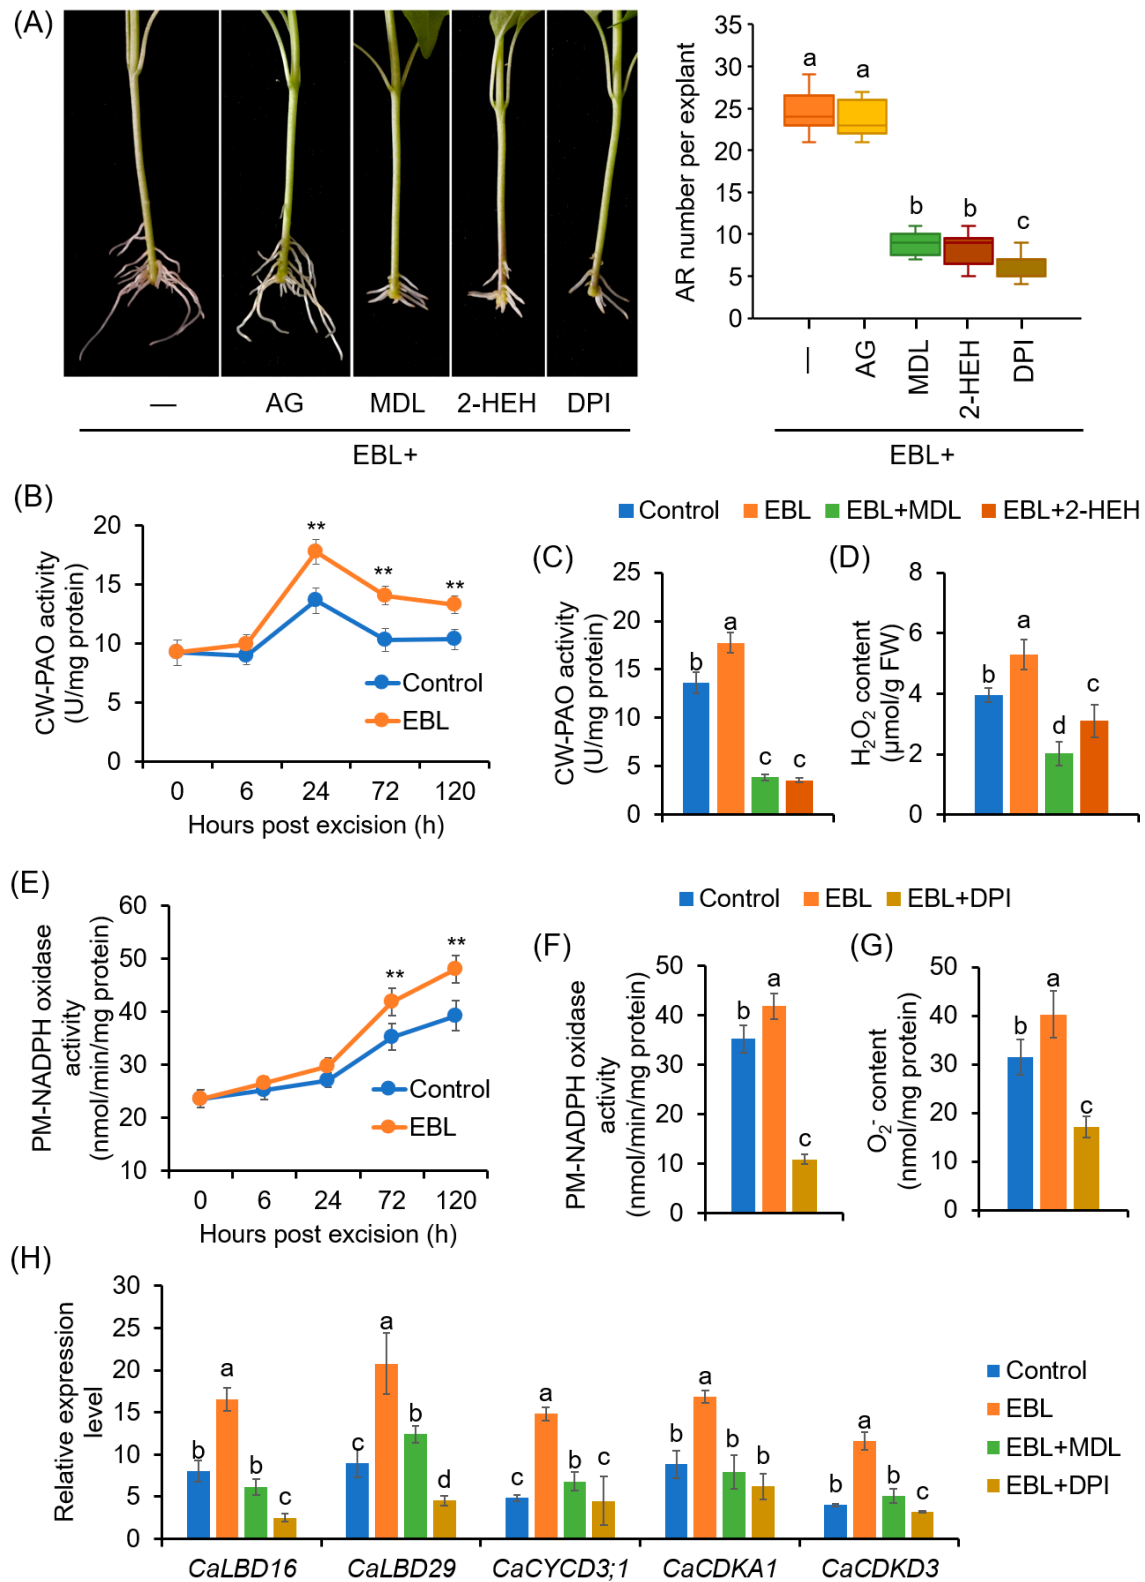 (A)
35
30
25
20
15
10
5
0
AR number per explant
a a b b c
— AG MDL 2-HEH DPI
EBL+
— AG MDL 2-HEH DPI
EBL+
(B)
20
15
10
5
0
CW-PAO activity
(U/mg protein)
** ** **
Control
EBL
0 6 24 72 120
Hours post excision (h)
Control EBL EBL+MDL EBL+2-HEH
(C)
25
20
15
10
5
0
CW-PAO activity
(U/mg protein)
b a c c
(D)
8
6
4
2
0
H₂O₂ content
(µmol/g FW)
b a d c
(E)
60
50
40
30
20
10
PM-NADPH oxidase
activity
(nmol/min/mg protein)
** **
Control
EBL
0 6 24 72 120
Hours post excision (h)
Control EBL EBL+DPI
(F)
50
40
30
20
10
0
PM-NADPH oxidase
activity
(nmol/min/mg protein)
b a c
(G)
50
40
30
20
10
0
O₂⁻ content
(nmol/mg protein)
b a c
(H)
30
25
20
15
10
5
0
Relative expression
level
b a b c
c a b d
c a b c
b a b b
b a b c
CaLBD16 CaLBD29 CaCYCD3;1 CaCDKA1 CaCDKD3
Control
EBL
EBL+MDL
EBL+DPI